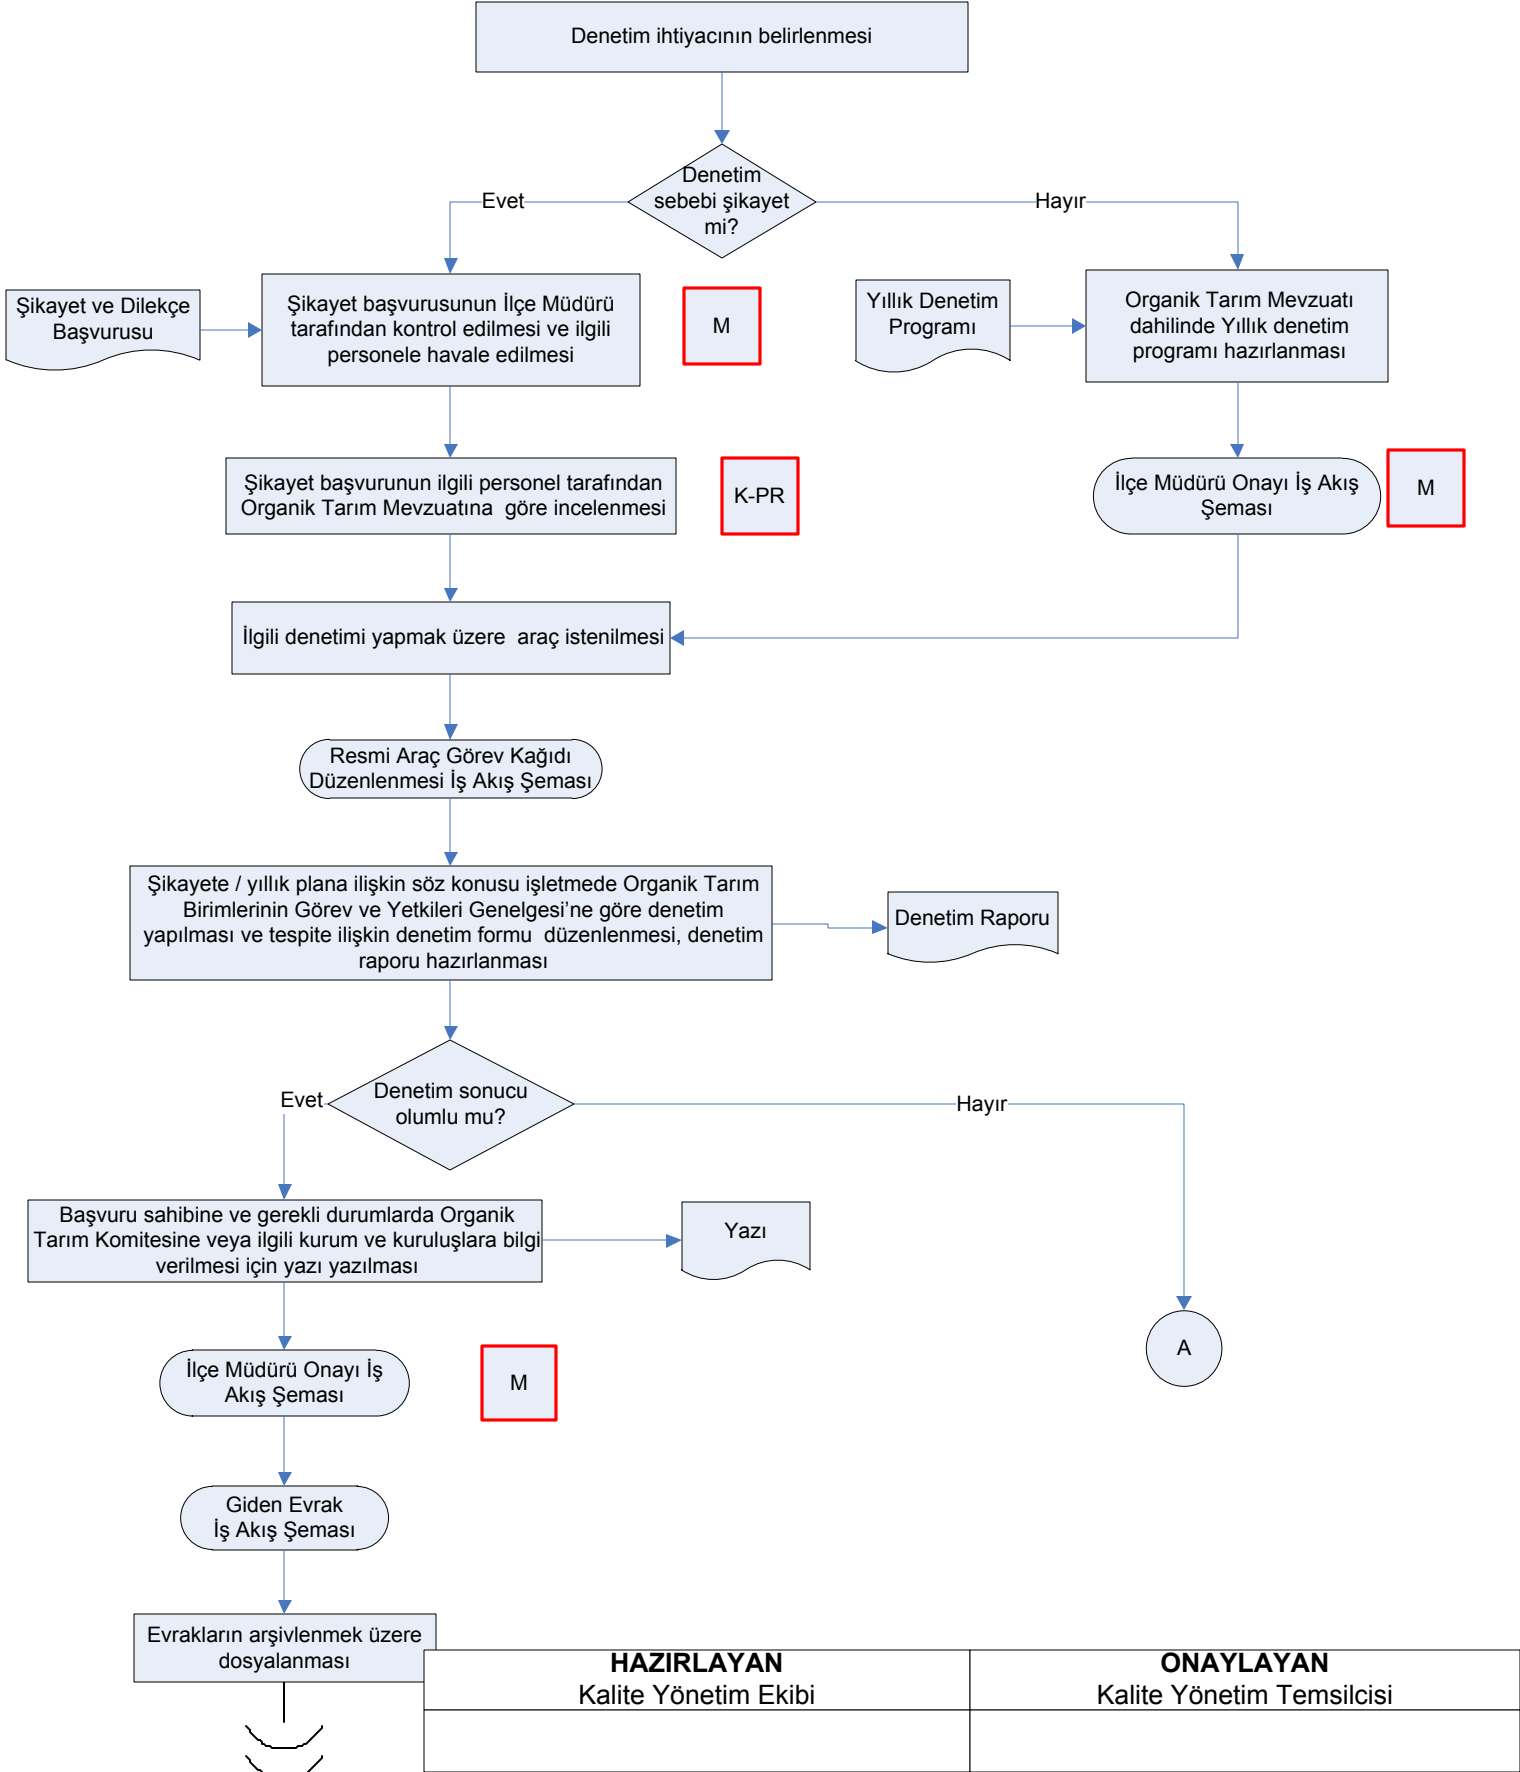 Denetim ihtiyacının belirlenmesi
Denetim
sebebi şikayet
mi?
Evet
Hayır
Şikayet ve Dilekçe
Başvurusu
Şikayet başvurusunun İlçe Müdürü
tarafından kontrol edilmesi ve ilgili
personele havale edilmesi
M
Yıllık Denetim
Programı
Organik Tarım Mevzuatı
dahilinde Yıllık denetim
programı hazırlanması
Şikayet başvurunun ilgili personel tarafından
Organik Tarım Mevzuatına göre incelenmesi
K-PR
İlçe Müdürü Onayı İş Akış
Şeması
M
İlgili denetimi yapmak üzere araç istenilmesi
Resmi Araç Görev Kağıdı
Düzenlenmesi İş Akış Şeması
Şikayete / yıllık plana ilişkin söz konusu işletmede Organik Tarım
Birimlerinin Görev ve Yetkileri Genelgesi’ne göre denetim
yapılması ve tespite ilişkin denetim formu düzenlenmesi, denetim
raporu hazırlanması
Denetim Raporu
Denetim sonucu
olumlu mu?
Evet
Hayır
Başvuru sahibine ve gerekli durumlarda Organik
Tarım Komitesine veya ilgili kurum ve kuruluşlara bilgi
verilmesi için yazı yazılması
Yazı
A
İlçe Müdürü Onayı İş
Akış Şeması
M
Giden Evrak
İş Akış Şeması
Evrakların arşivlenmek üzere
dosyalanması
HAZIRLAYAN
Kalite Yönetim Ekibi
ONAYLAYAN
Kalite Yönetim Temsilcisi